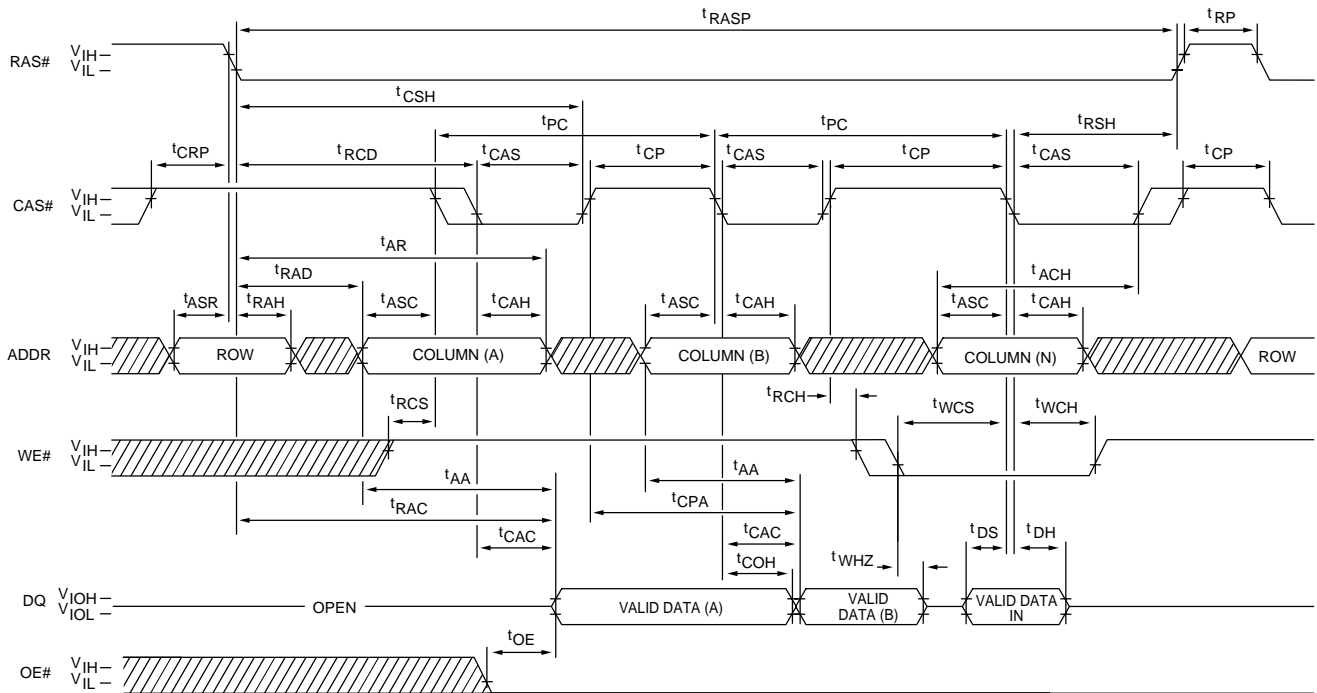 tRASP tRP
RAS# VIH VIL
tCSH
tPC tPC tRSH
tCRP tRCD tCAS tCP tCAS tCP tCAS tCP
CAS# VIH VIL
tAR
tRAD tACH
tASR tRAH tASC tCAH tASC tCAH tASC tCAH
ADDR VIH VIL ROW COLUMN (A) COLUMN (B) COLUMN (N) ROW
tRCS tRCH tWCS tWCH
WE# VIH VIL
tAA tAA
tRAC tCPA
tCAC tCAC tDS tDH
tCOH tWHZ
DQ VIOH VIOL OPEN VALID DATA (A) VALID DATA (B) VALID DATA IN
tOE
OE# VIH VIL